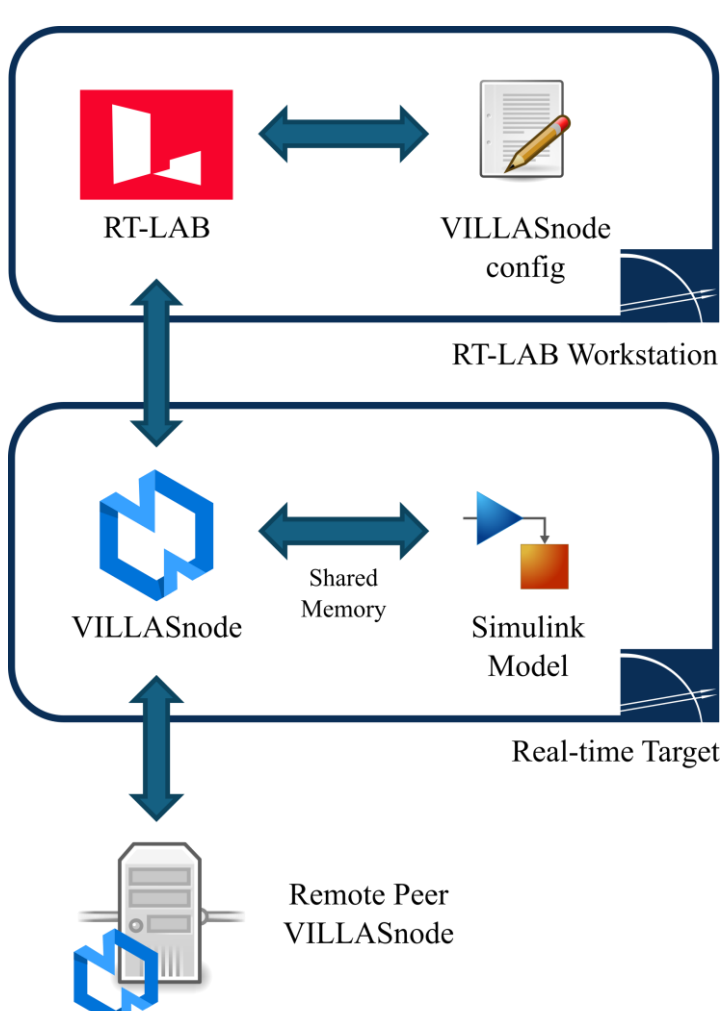 RT-LAB
VILLASnode
config
RT-LAB Workstation
Shared
Memory
VILLASnode
Simulink
Model
Real-time Target
Remote Peer
VILLASnode